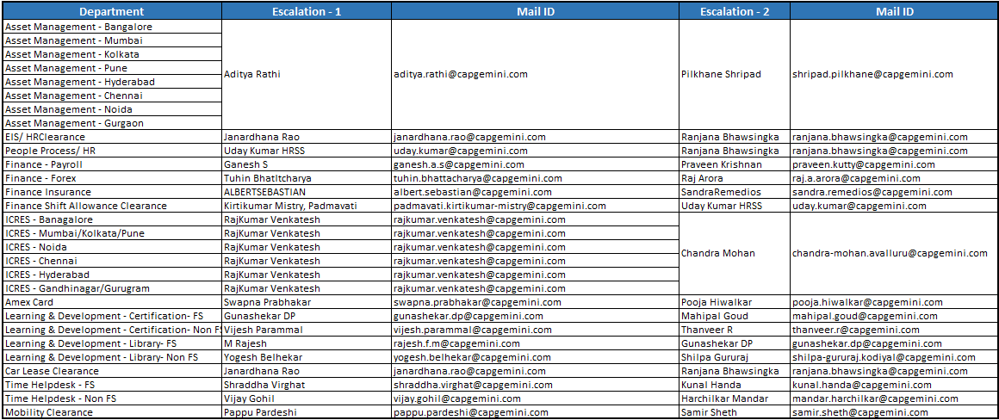 Department Escalation - 1 Mail ID Escalation - 2 Mail ID
Asset Management - Bangalore
Asset Management - Mumbai
Asset Management - Kolkata
Asset Management - Pune
Asset Management - Hyderabad
Asset Management - Chennai
Asset Management - Noida
Asset Management - Gurgaon
Aditya Rathi aditya.rathi@capgemini.com Pilkhane Shripad shripad.pilkhane@capgemini.com
EIS/ HRClearance Janardhana Rao janardhana.rao@capgemini.com Ranjana Bhawsingka ranjana.bhawsingka@capgemini.com
People Process/ HR Uday Kumar HRSS uday.kumar@capgemini.com Ranjana Bhawsingka ranjana.bhawsingka@capgemini.com
Finance - Payroll Ganesh S ganesh.a.s@capgemini.com Praveen Krishnan praveen.kutty@capgemini.com
Finance - Forex Tuhin Bhatltcharya tuhin.bhattacharya@capgemini.com Raj Arora raj.a.arora@capgemini.com
Finance Insurance ALBERTSEBASTIAN albert.sebastian@capgemini.com SandraRemedios sandra.remedios@capgemini.com
Finance Shift Allowance Clearance Kirtikumar Mistry, Padmavati padmavati.kirtikumar-mistry@capgemini.com Uday Kumar HRSS uday.kumar@capgemini.com
ICRES - Banagalore RajKumar Venkatesh rajkumar.venkatesh@capgemini.com
ICRES - Mumbai/Kolkata/Pune RajKumar Venkatesh rajkumar.venkatesh@capgemini.com
ICRES - Noida RajKumar Venkatesh rajkumar.venkatesh@capgemini.com
ICRES - Chennai RajKumar Venkatesh rajkumar.venkatesh@capgemini.com
ICRES - Hyderabad RajKumar Venkatesh rajkumar.venkatesh@capgemini.com
ICRES - Gandhinagar/Gurugram RajKumar Venkatesh rajkumar.venkatesh@capgemini.com
Chandra Mohan chandra-mohan.avalluru@capgemini.com
Amex Card Swapna Prabhakar swapna.prabhakar@capgemini.com Pooja Hiwalkar pooja.hiwalkar@capgemini.com
Learning & Development - Certification- FS Gunashekar DP gunashekar.dp@capgemini.com Mahipal Goud mahipal.goud@capgemini.com
Learning & Development - Certification- Non FS Vijesh Parammal vijesh.parammal@capgemini.com Thanveer R thanveer.r@capgemini.com
Learning & Development - Library- FS M Rajesh rajesh.f.m@capgemini.com Gunashekar DP gunashekar.dp@capgemini.com
Learning & Development - Library- Non FS Yogesh Belhekar yogesh.belhekar@capgemini.com Shilpa Gururaj shilpa-gururaj.kodiyal@capgemini.com
Car Lease Clearance Janardhana Rao janardhana.rao@capgemini.com Ranjana Bhawsingka ranjana.bhawsingka@capgemini.com
Time Helpdesk - FS Shraddha Virghat shraddha.virghat@capgemini.com Kunal Handa kunal.handa@capgemini.com
Time Helpdesk - Non FS Vijay Gohil vijay.gohil@capgemini.com Harchilkar Mandar mandar.harchilkar@capgemini.com
Mobility Clearance Pappu Pardeshi pappu.pardeshi@capgemini.com Samir Sheth samir.sheth@capgemini.com